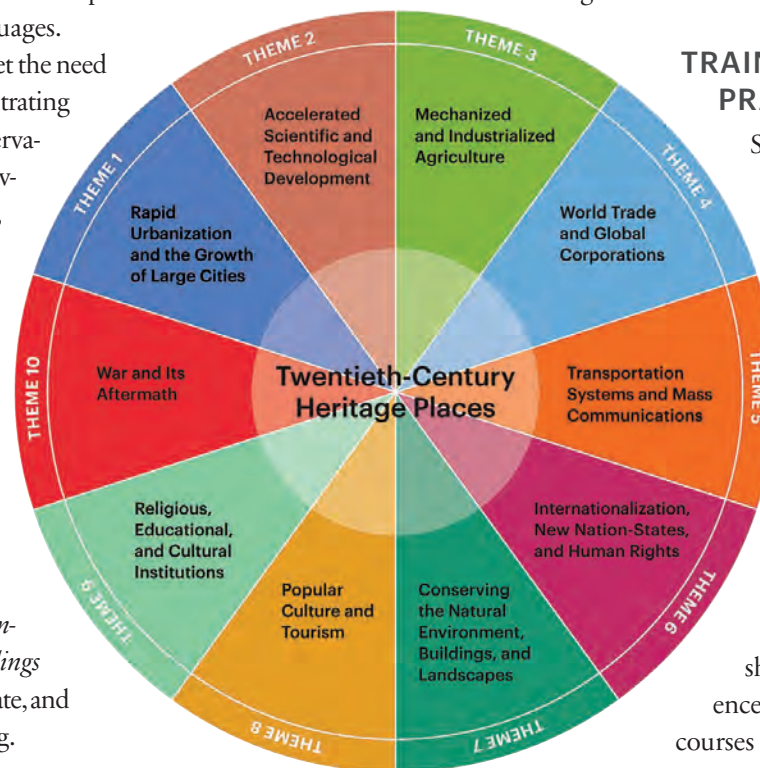 uages.
et the need
trating
erva-
v-
TRAIN
PRA
S
THEME 1
Rapid
Urbanization
and the Growth
of Large Cities
THEME 2
Accelerated
Scientific and
Technological
Development
THEME 3
Mechanized
and Industrialized
Agriculture
THEME 4
World Trade
and Global
Corporations
THEME 5
Transportation
Systems and Mass
Communications
THEME 6
Internationalization,
New Nation-States,
and Human Rights
THEME 7
Conserving
the Natural
Environment,
Buildings, and
Landscapes
THEME 8
Popular
Culture and
Tourism
THEME 9
Religious,
Educational,
and Cultural
Institutions
THEME 10
War and Its
Aftermath
Twentieth-Century
Heritage Places
n-
lings
ate, and
g.
sh
ence
courses